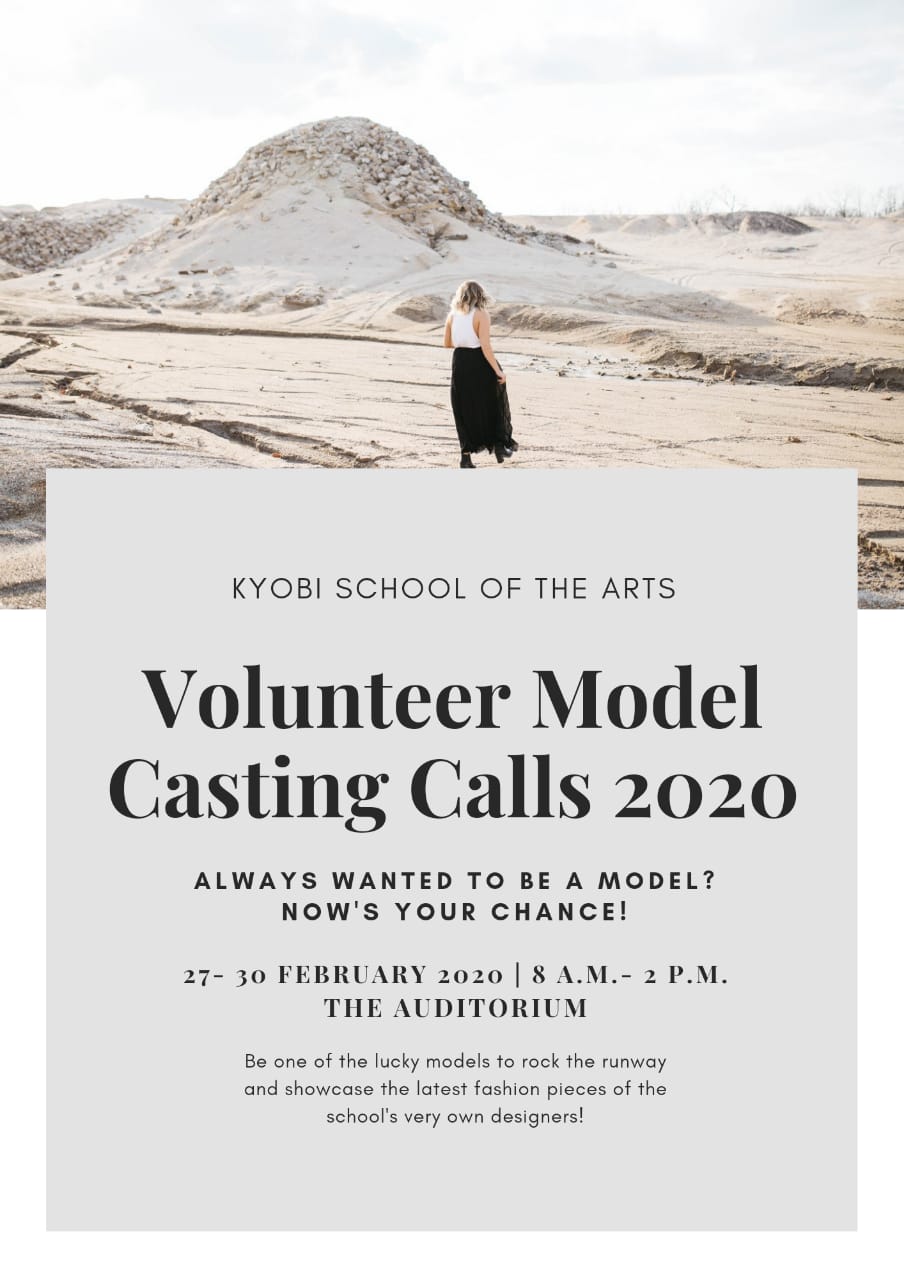 KYOBI SCHOOL OF THE ARTS
Volunteer Model
Casting Calls 2020
ALWAYS WANTED TO BE A MODEL?
NOW'S YOUR CHANCE!
27- 30 FEBRUARY 2020 | 8 A.M.- 2 P.M.
THE AUDITORIUM
Be one of the lucky models to rock the runway
and showcase the latest fashion pieces of the
school's very own designers!